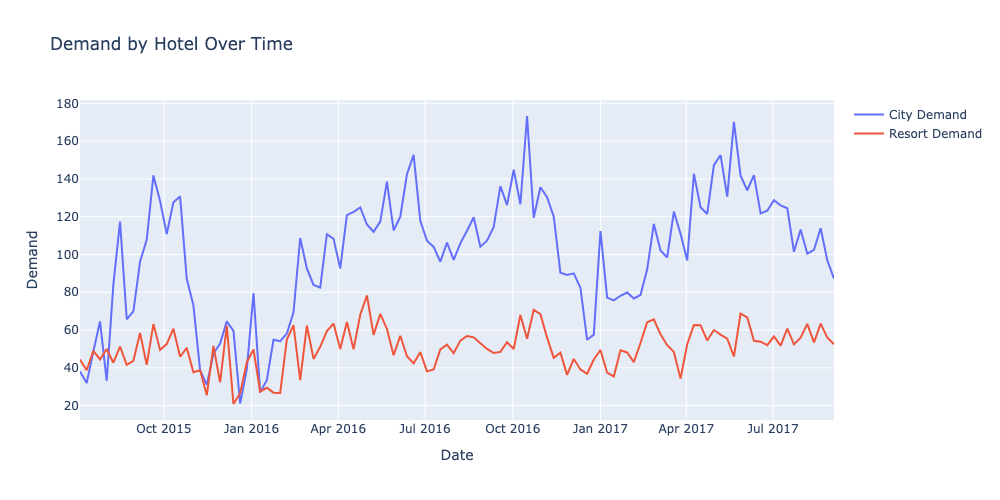 Demand by Hotel Over Time
City Demand
Resort Demand
180
160
140
120
100
80
60
40
20
Demand
Oct 2015 Jan 2016 Apr 2016 Jul 2016 Oct 2016 Jan 2017 Apr 2017 Jul 2017
Date